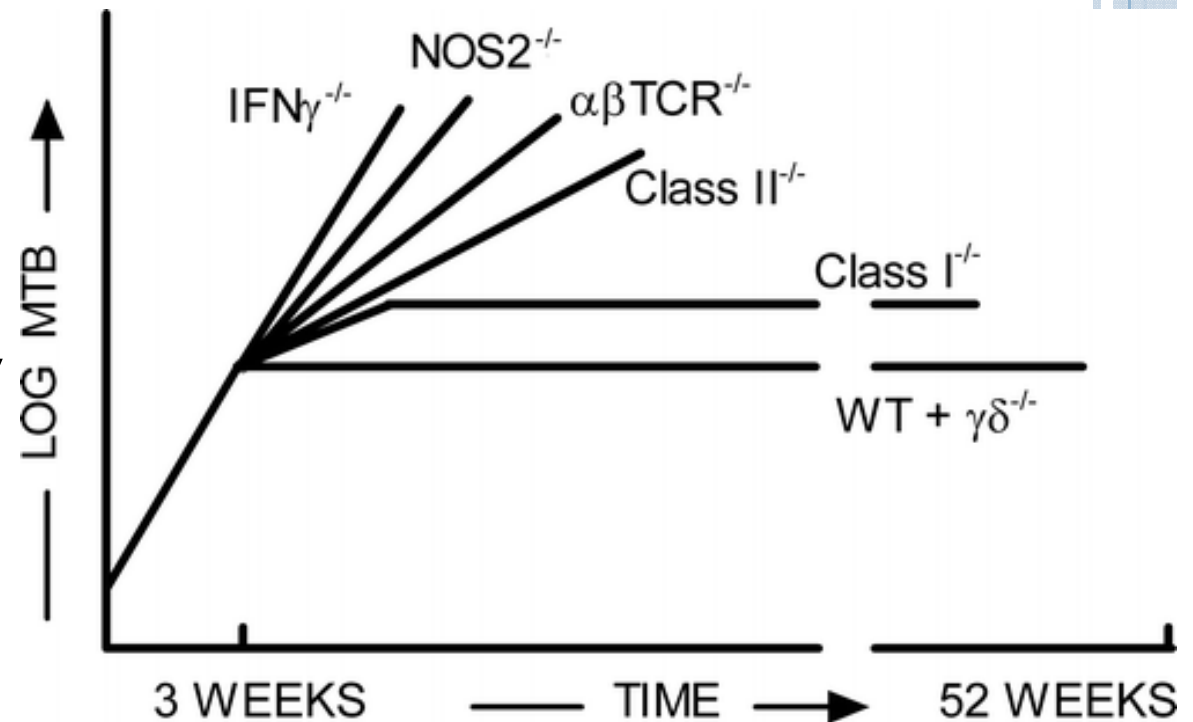 NOS2-/-
IFNγ-/-
αβTCR-/-
Class II-/-
Class I-/-
WT + γδ-/-
LOG MTB
3 WEEKS
TIME
52 WEEKS